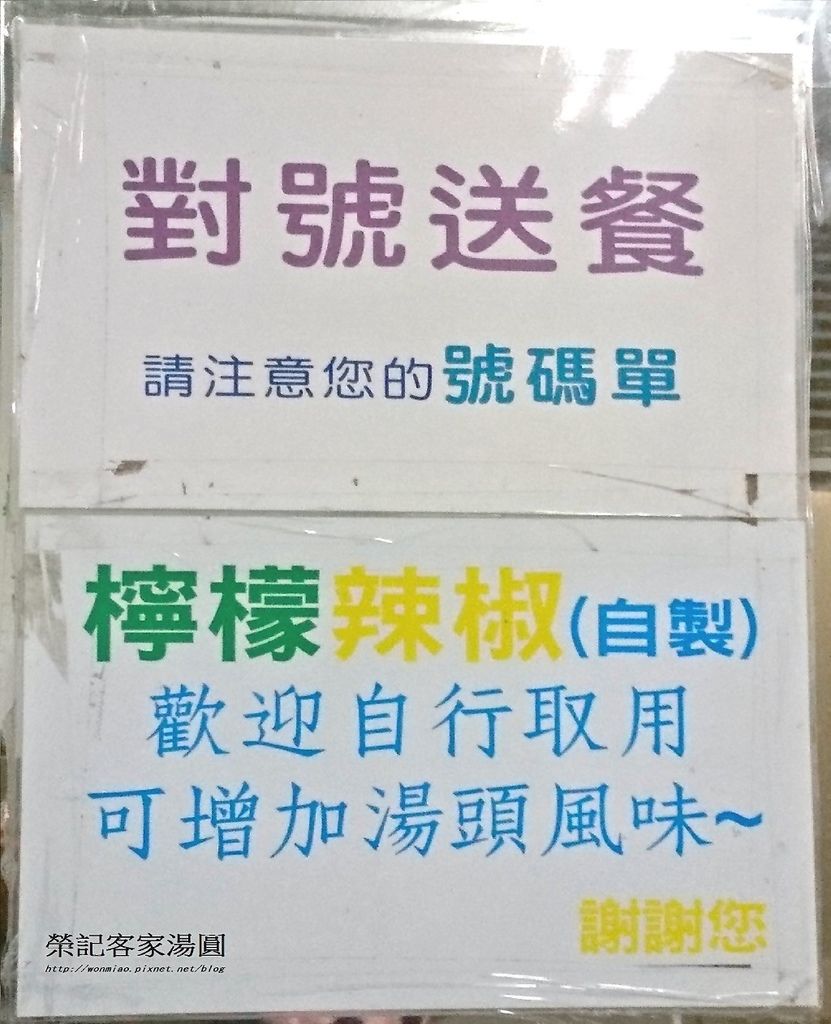 對號送餐
請注意您的號碼單
檸檬辣椒(自製)
歡迎自行取用
可增加湯頭風味~
謝謝您
榮記客家湯圓
http://wonmiao.pixnet.net/blog